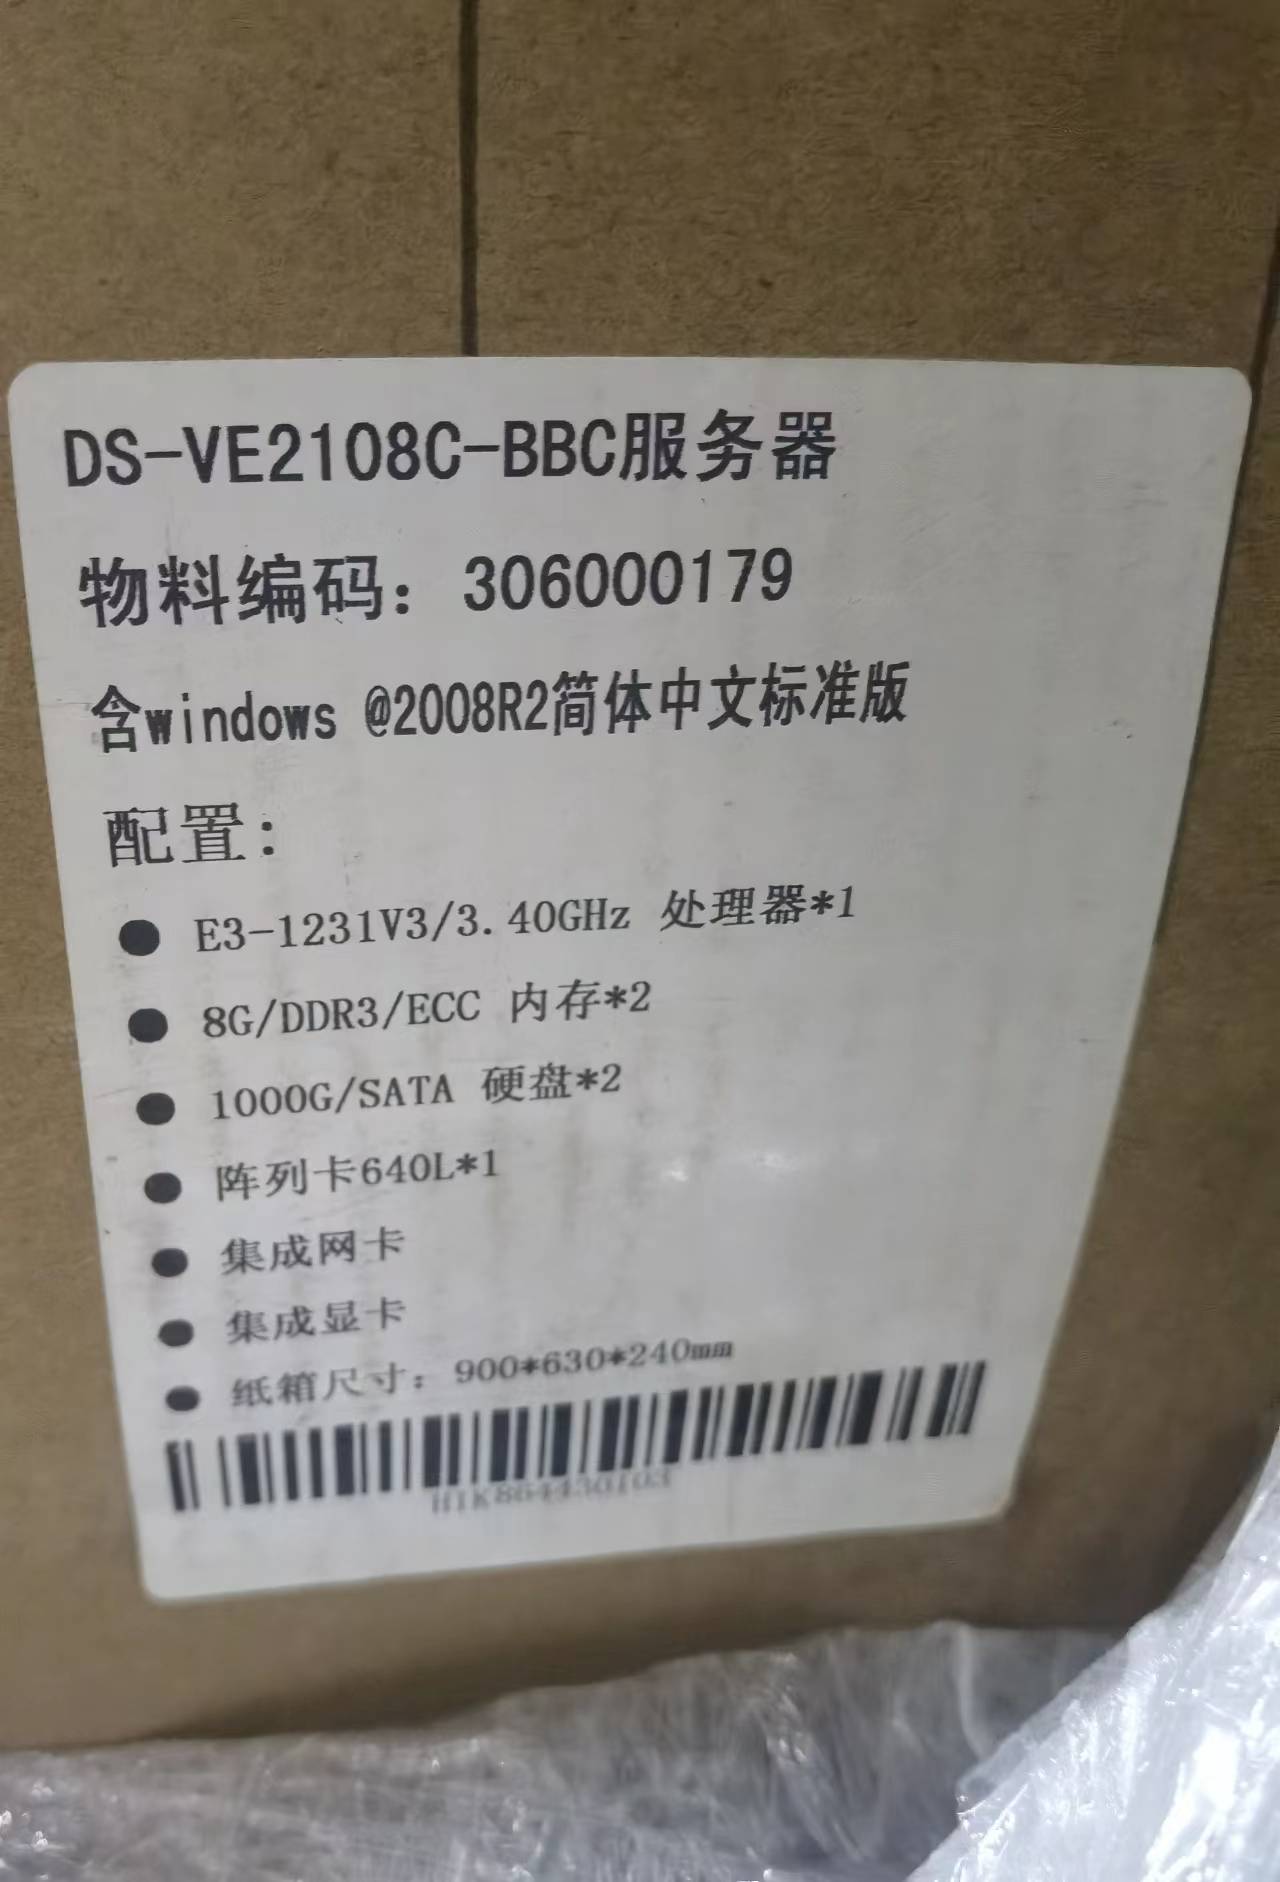 DS-VE2108C-BBC服务器
物料编码：306000179
含windows @2008R2简体中文标准版
配置：
● E3-1231V3/3.40GHz 处理器*1
● 8G/DDR3/ECC 内存*2
● 1000G/SATA 硬盘*2
● 阵列卡640L*1
● 集成网卡
● 集成显卡
● 纸箱尺寸：900*630*240mm
HIK864430103